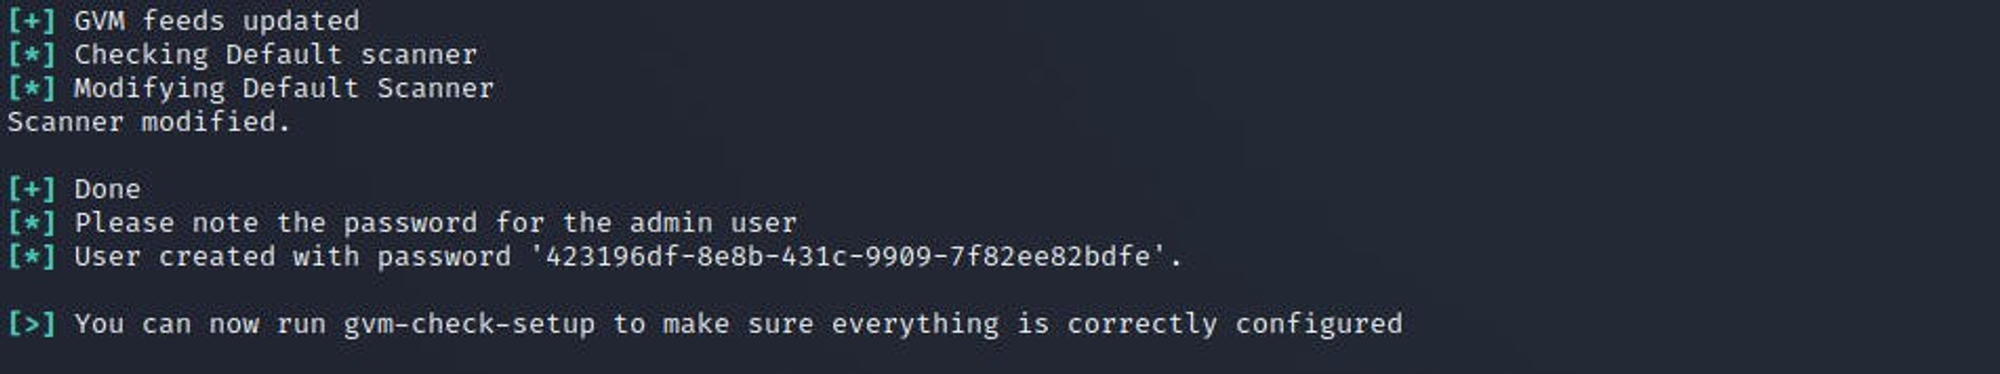 [+] GVM feeds updated
[*] Checking Default scanner
[*] Modifying Default Scanner
Scanner modified.
[+] Done
[*] Please note the password for the admin user
[*] User created with password '423196df-8e8b-431c-9909-7f82ee82bdfe'.
[>] You can now run gvm-check-setup to make sure everything is correctly configured